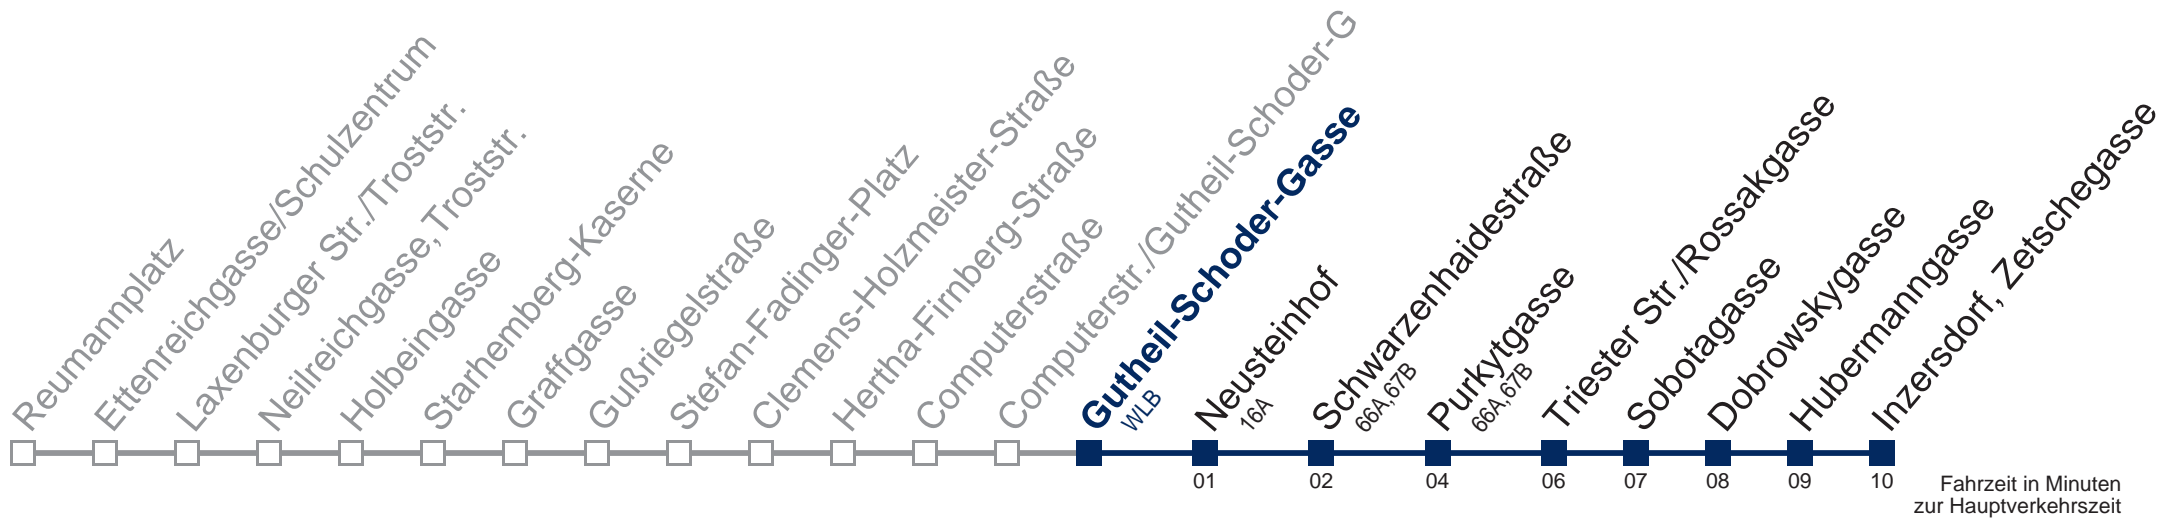 Reumannplatz
Ettenreichgasse/Schulzentrum
Laxenburger Str./Troststr.
Neilreichgasse, Troststr.
Holbeingasse
Starhemberg-Kaserne
Graffgasse
Gußriegelstraße
Stefan-Fadinger-Platz
Clemens-Holzmeister-Straße
Hertha-Firnberg-Straße
Computerstraße
Computerstr./Gutheil-Schoder-G
Gutheil-Schoder-Gasse
WLB
Neusteinhof
16A
Schwarzenhaidestraße
66A,67B
Purkytgasse
66A,67B
Triester Str./Rossakgasse
Sobotagasse
Dobrowskygasse
Hubermanngasse
Inzersdorf, Zetschegasse
01 02 04 06 07 08 09 10
Fahrzeit in Minuten
zur Hauptverkehrszeit